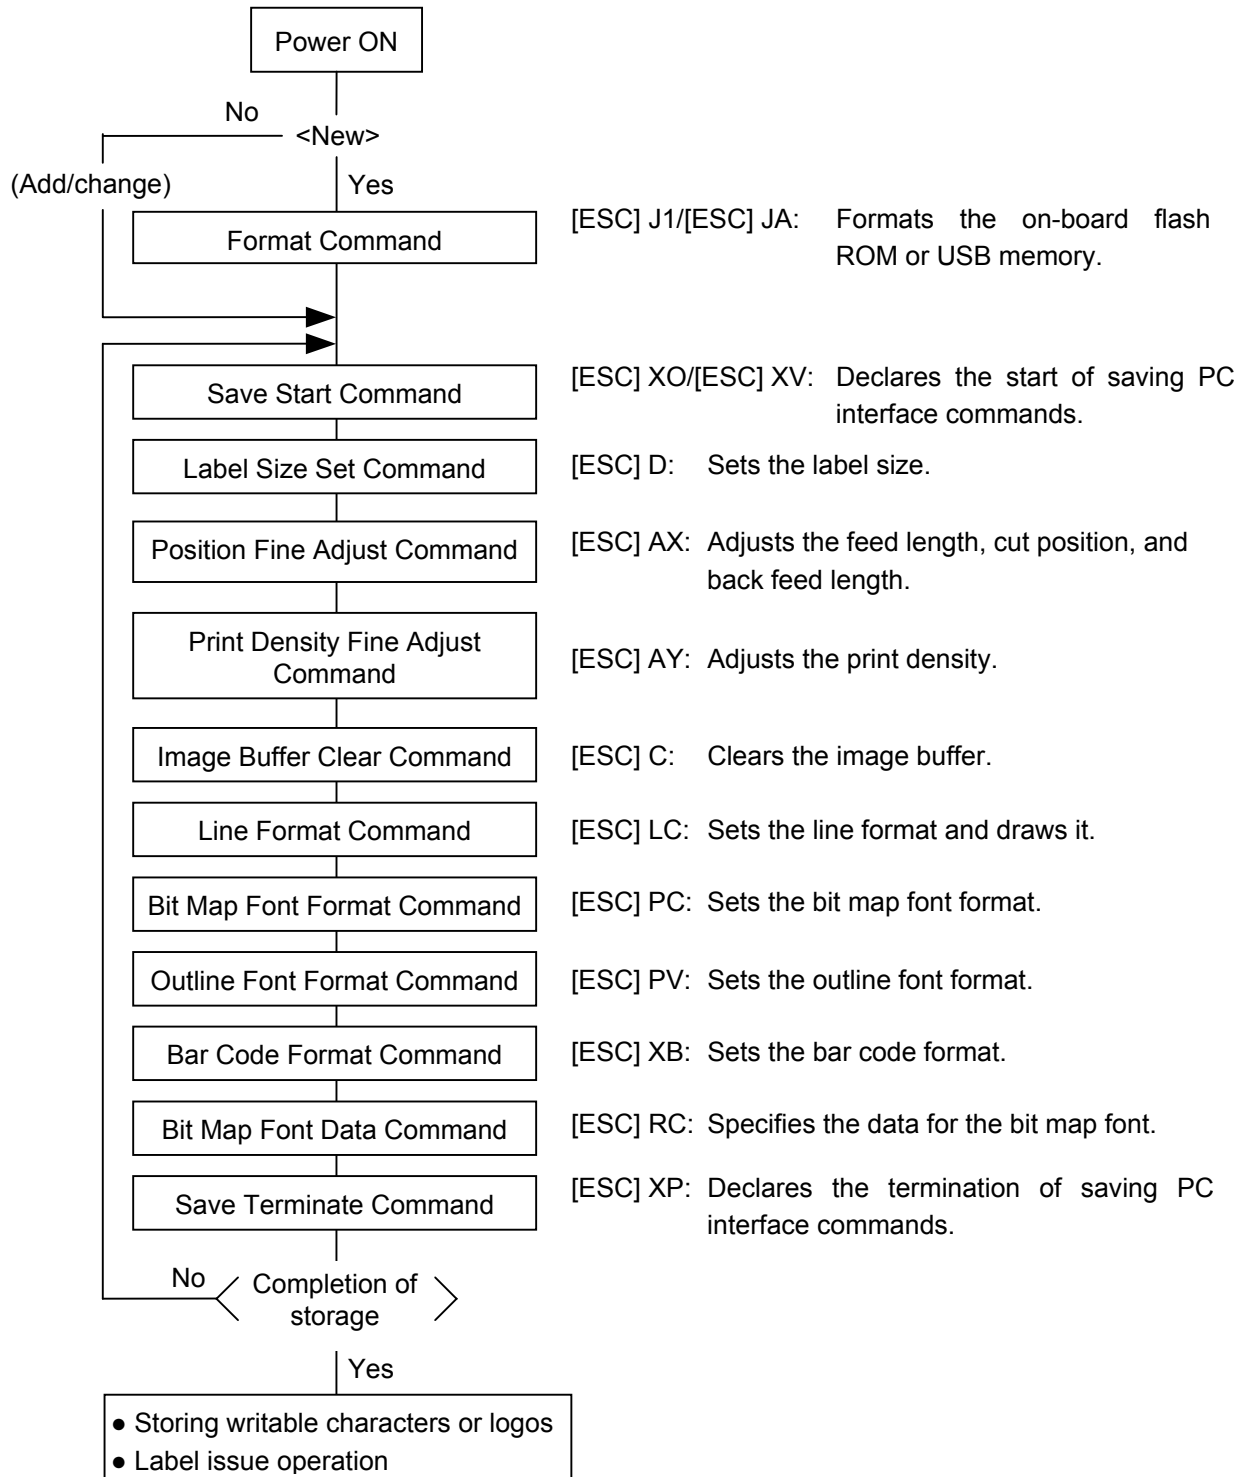 Power ON
No
<New>
(Add/change)
Yes
Format Command
[ESC] J1/[ESC] JA: Formats the on-board flash
ROM or USB memory.
Save Start Command
[ESC] XO/[ESC] XV: Declares the start of saving PC
interface commands.
Label Size Set Command
[ESC] D: Sets the label size.
Position Fine Adjust Command
[ESC] AX: Adjusts the feed length, cut position, and
back feed length.
Print Density Fine Adjust
Command
[ESC] AY: Adjusts the print density.
Image Buffer Clear Command
[ESC] C: Clears the image buffer.
Line Format Command
[ESC] LC: Sets the line format and draws it.
Bit Map Font Format Command
[ESC] PC: Sets the bit map font format.
Outline Font Format Command
[ESC] PV: Sets the outline font format.
Bar Code Format Command
[ESC] XB: Sets the bar code format.
Bit Map Font Data Command
[ESC] RC: Specifies the data for the bit map font.
Save Terminate Command
[ESC] XP: Declares the termination of saving PC
interface commands.
No
Completion of
storage
Yes
● Storing writable characters or logos
● Label issue operation